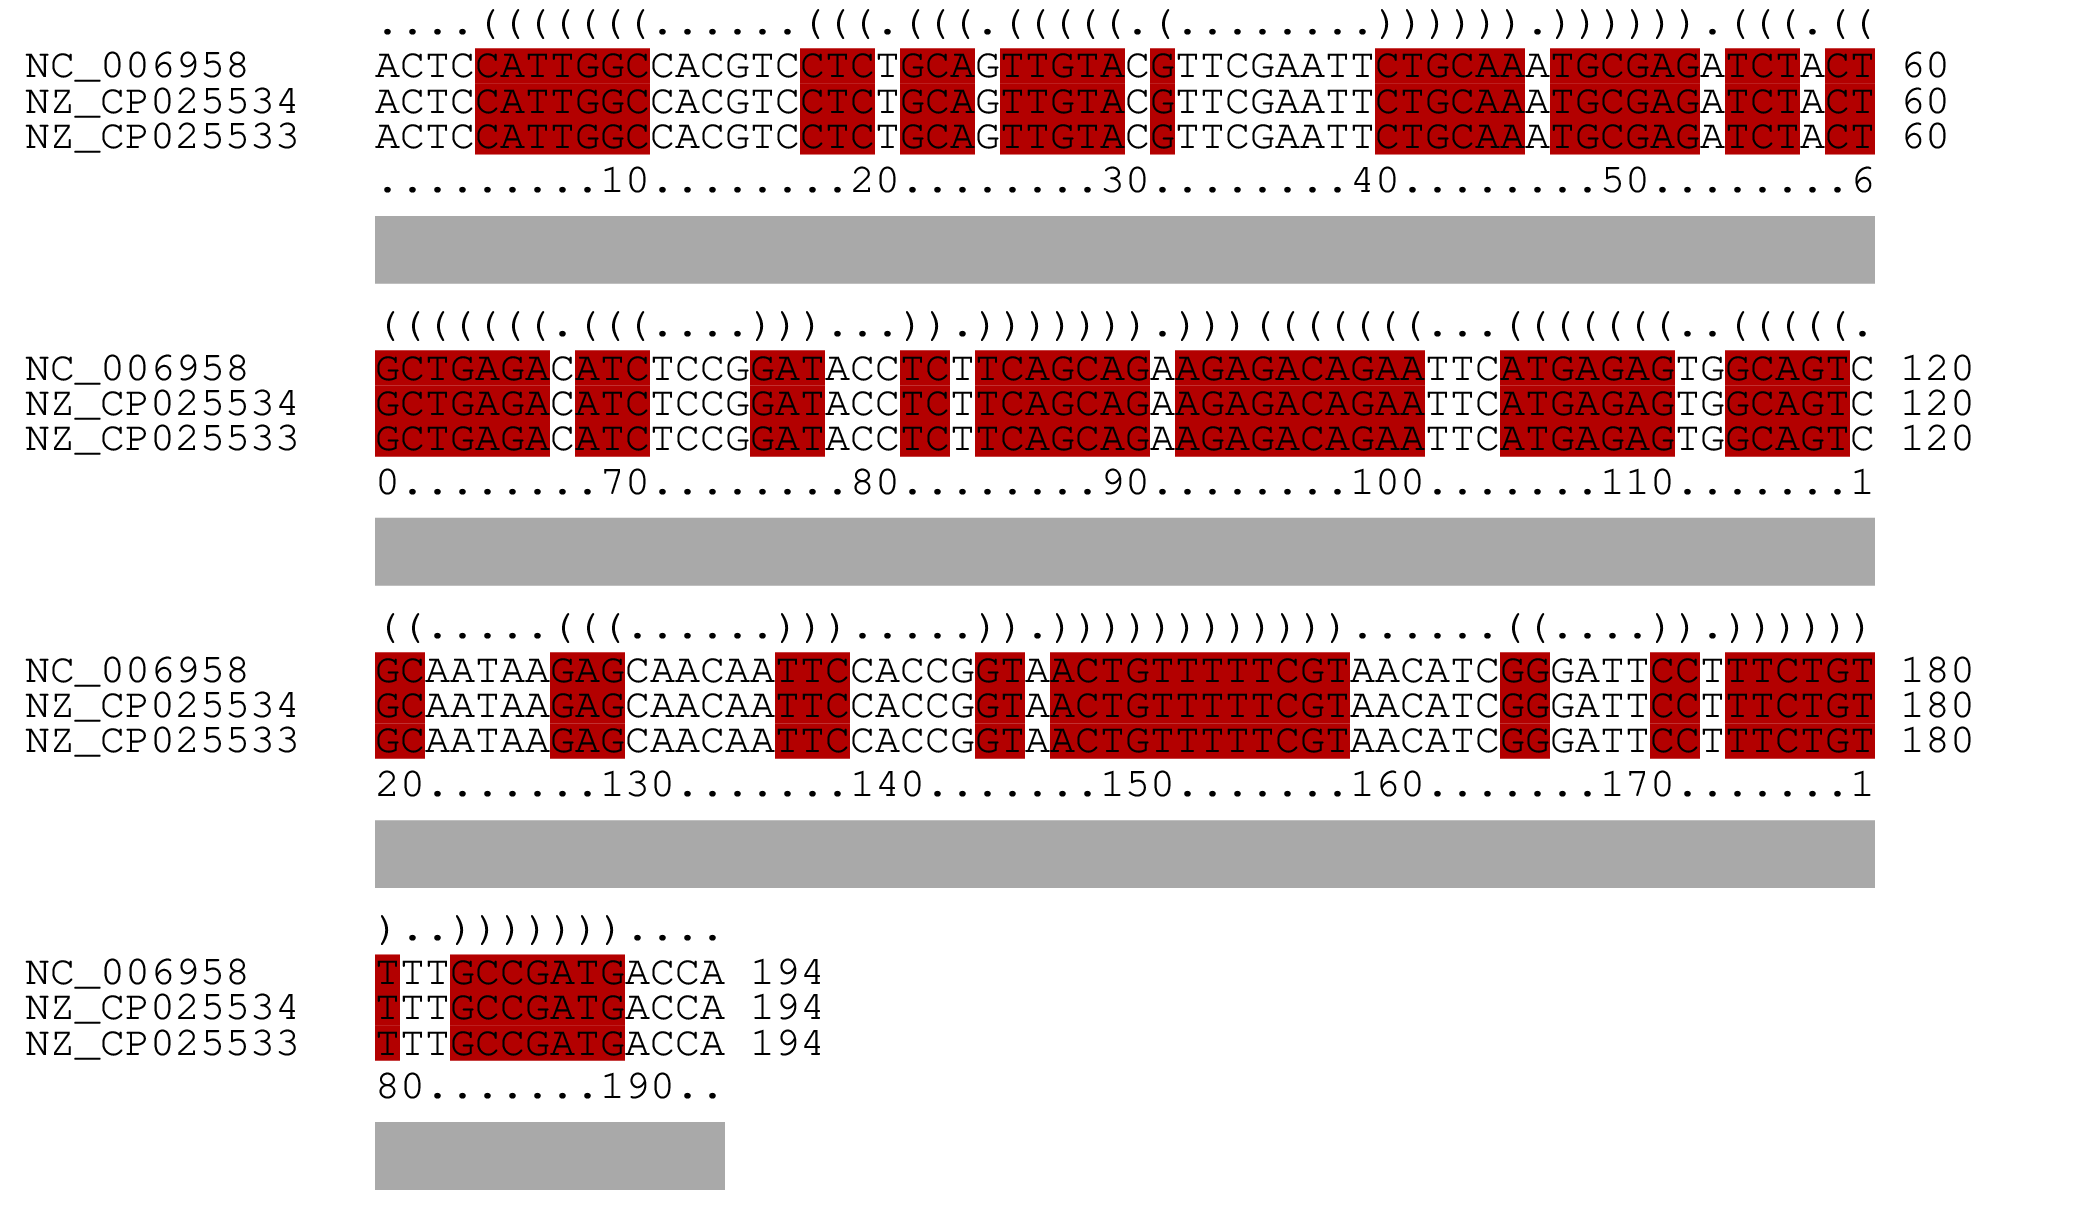 ....(((((((......(((.(((.(((((.(........)))))).)))))).(((.((
NC_006958 ACTCCATTGGCCACGTCCTCTGCAGTTGTACGTTCGAATTCTGCAAATGCGAGATCTACT 60
NZ_CP025534 ACTCCATTGGCCACGTCCTCTGCAGTTGTACGTTCGAATTCTGCAAATGCGAGATCTACT 60
NZ_CP025533 ACTCCATTGGCCACGTCCTCTGCAGTTGTACGTTCGAATTCTGCAAATGCGAGATCTACT 60
.........10........20........30........40........50........6
(((((((.(((....)))...)).))))))).)))(((((((...(((((((..(((((.
NC_006958 GCTGAGACATCTCCGGATACCTCTTCAGCAGAAGAGACAGAATTCATGAGAGTGGCAGTC 120
NZ_CP025534 GCTGAGACATCTCCGGATACCTCTTCAGCAGAAGAGACAGAATTCATGAGAGTGGCAGTC 120
NZ_CP025533 GCTGAGACATCTCCGGATACCTCTTCAGCAGAAGAGACAGAATTCATGAGAGTGGCAGTC 120
0........70........80........90........100.......110.......1
((.....(((......))).....)).))))))))))))......((....)).))))))
NC_006958 GCAATAAGAGCAACAATTCCACCGGTAACTGTTTTTCGTAACATCGGGATTCCTTTCTGT 180
NZ_CP025534 GCAATAAGAGCAACAATTCCACCGGTAACTGTTTTTCGTAACATCGGGATTCCTTTCTGT 180
NZ_CP025533 GCAATAAGAGCAACAATTCCACCGGTAACTGTTTTTCGTAACATCGGGATTCCTTTCTGT 180
20.......130.......140.......150.......160.......170.......1
)..)))))))....
NC_006958 TTTGCCGATGACCA 194
NZ_CP025534 TTTGCCGATGACCA 194
NZ_CP025533 TTTGCCGATGACCA 194
80.......190..